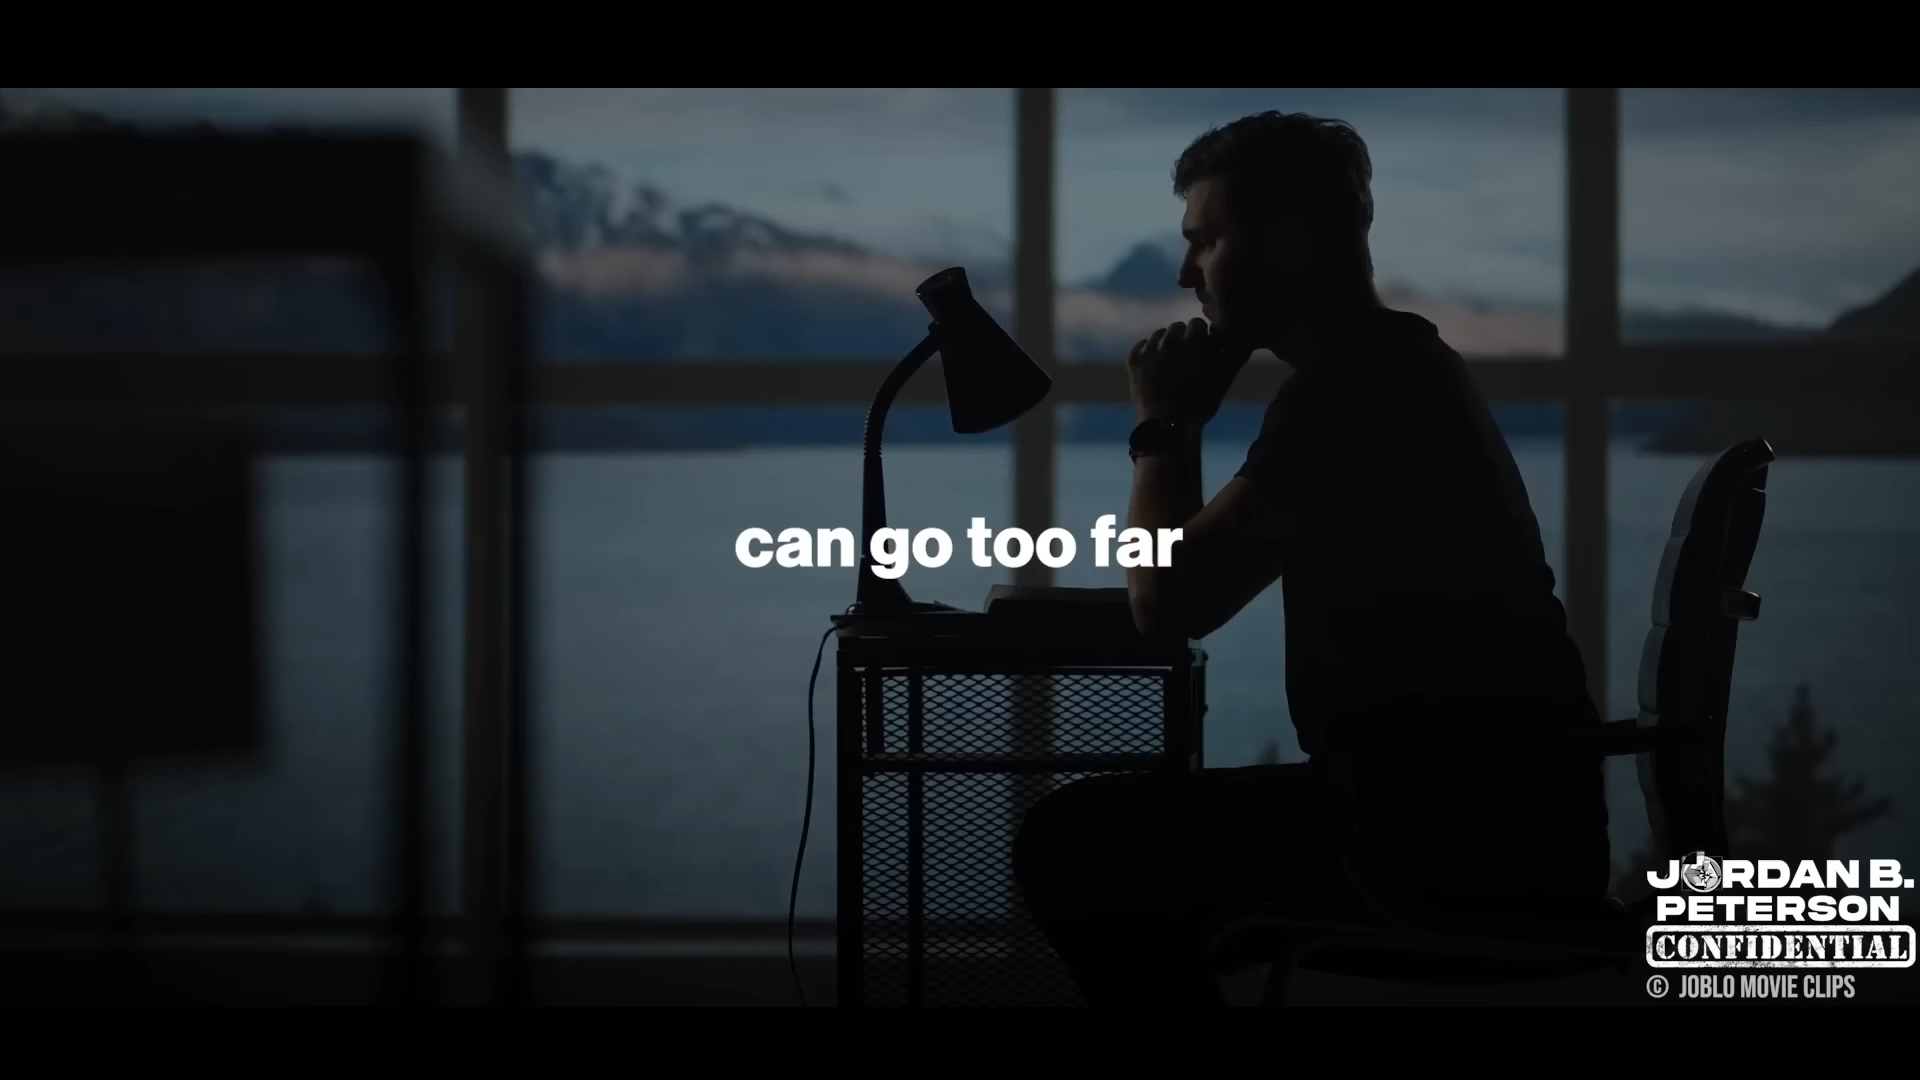 can go too far
JORDAN B.
PETERSON
CONFIDENTIAL
© JOBLO MOVIE CLIPS